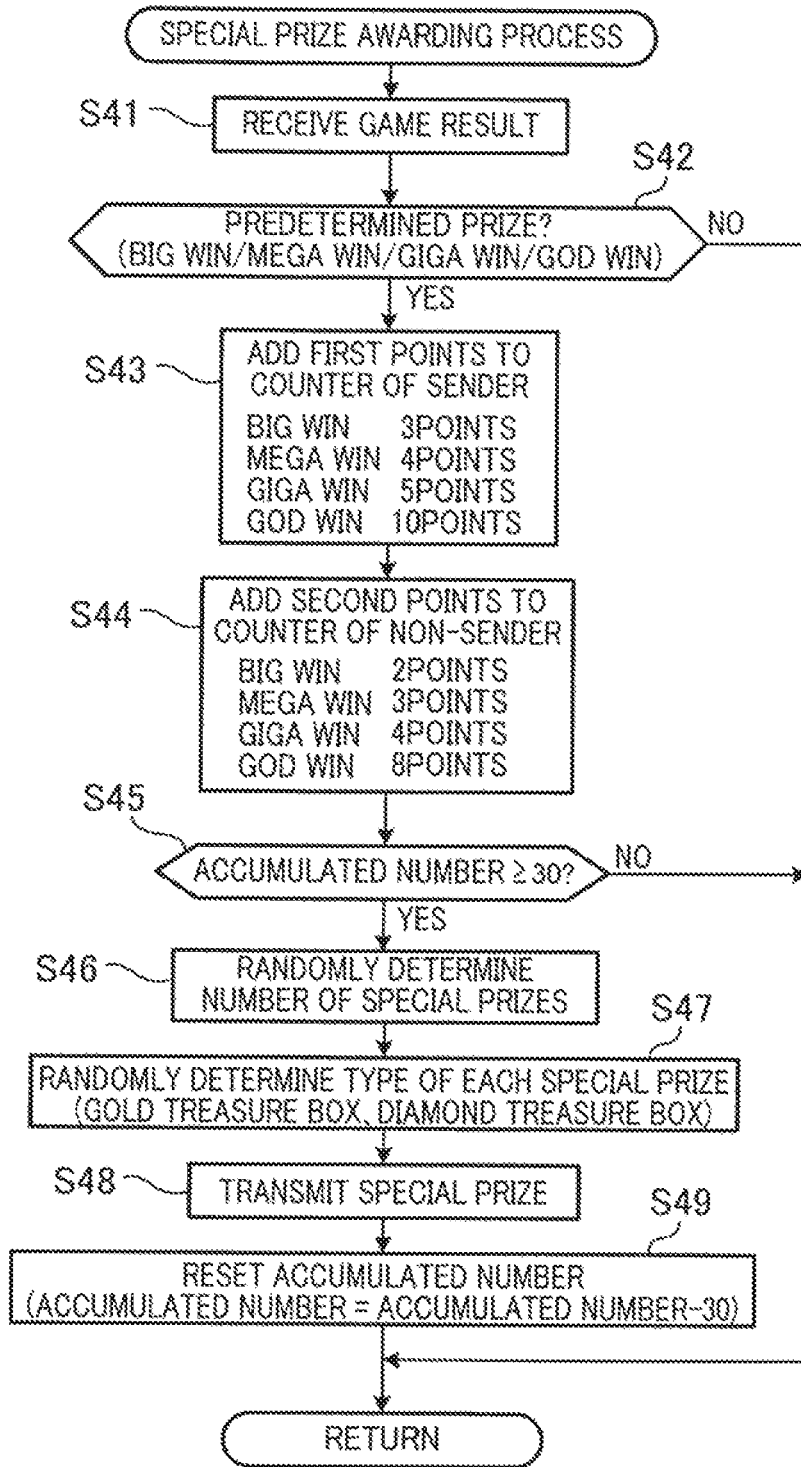 SPECIAL PRIZE AWARDING PROCESS
S41
RECEIVE GAME RESULT
S42
PREDETERMINED PRIZE?
(BIG WIN/MEGA WIN/GIGA WIN/GOD WIN)
NO
YES
S43
ADD FIRST POINTS TO
COUNTER OF SENDER
BIG WIN 3POINTS
MEGA WIN 4POINTS
GIGA WIN 5POINTS
GOD WIN 10POINTS
S44
ADD SECOND POINTS TO
COUNTER OF NON-SENDER
BIG WIN 2POINTS
MEGA WIN 3POINTS
GIGA WIN 4POINTS
GOD WIN 8POINTS
S45
ACCUMULATED NUMBER ≥30?
NO
YES
S46
RANDOMLY DETERMINE
NUMBER OF SPECIAL PRIZES
S47
RANDOMLY DETERMINE TYPE OF EACH SPECIAL PRIZE
(GOLD TREASURE BOX, DIAMOND TREASURE BOX)
S48
TRANSMIT SPECIAL PRIZE
S49
RESET ACCUMULATED NUMBER
(ACCUMULATED NUMBER = ACCUMULATED NUMBER-30)
RETURN